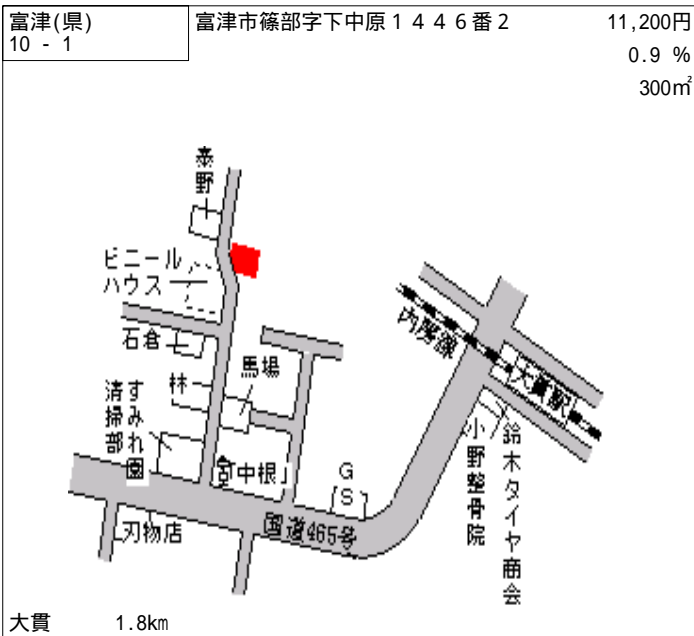 富津(県)
10 - 1
富津市篠部字下中原１４４６番２
11,200円
0.9 %
300㎡
泰野
ビニール
ハウス
石倉
林
馬場
すみれ園
清掃部
中根
GS
刃物店
国道465号
内房線
大貫駅
小野整骨院
鈴木タイヤ商会
大貫 1.8km